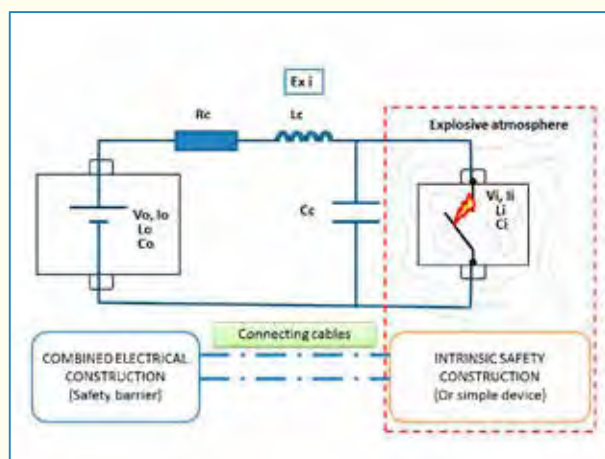 Ex i
Rc
Lc
Explosive atmosphere
Vo, Io
Lo
Co
Cc
Vi, Ii
Li
Ci
Connecting cables
COMBINED ELECTRICAL
CONSTRUCTION
(Safety barrier)
INTRINSIC SAFETY
CONSTRUCTION
(Or simple device)